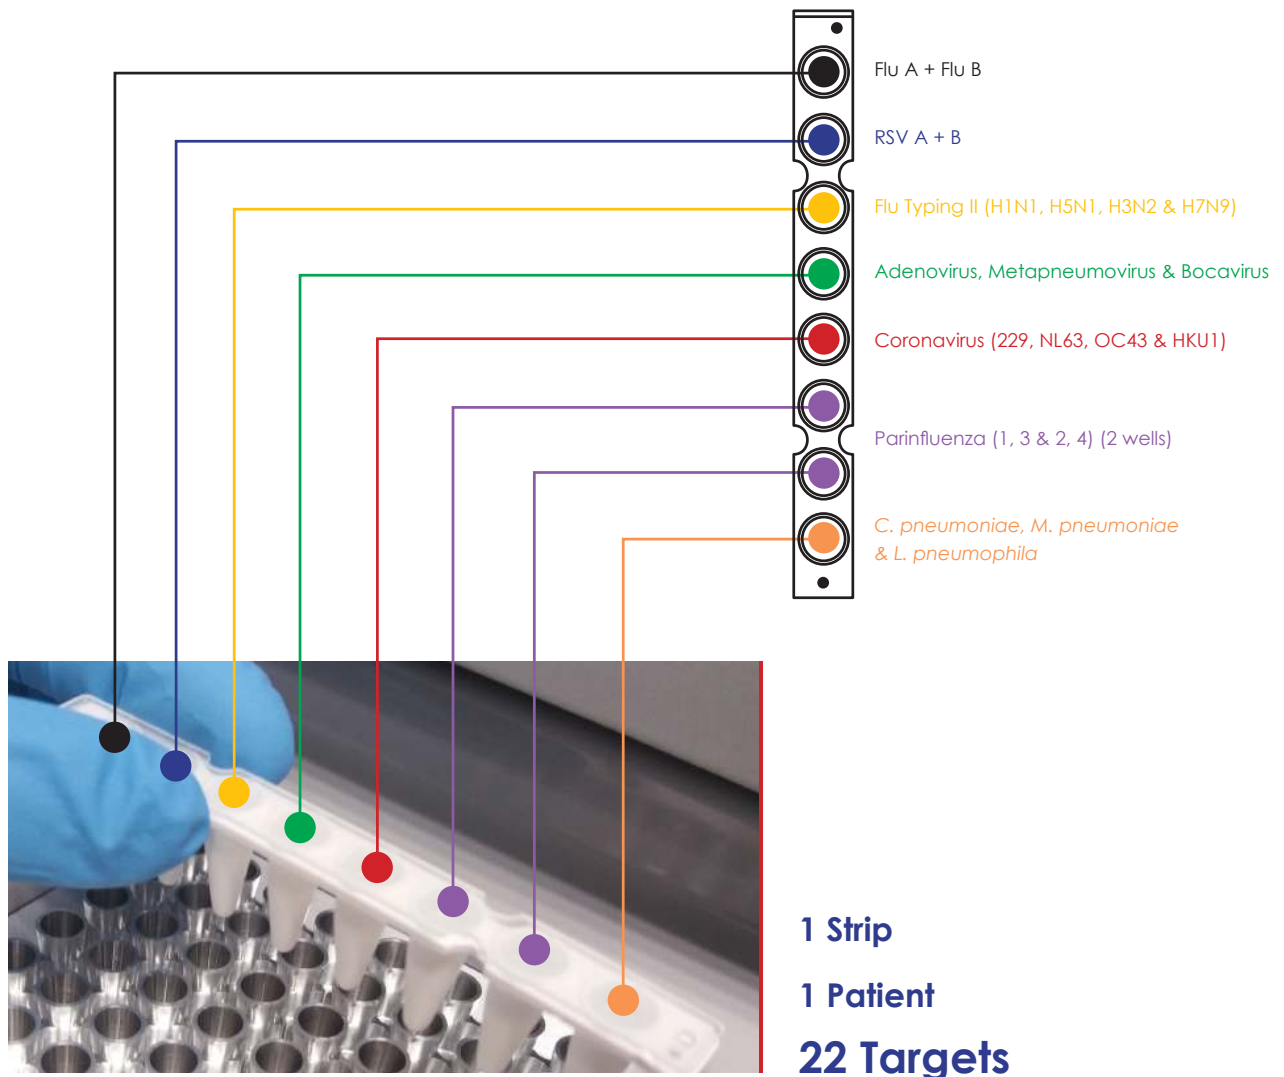 Flu A + Flu B
RSV A + B
Flu Typing II (H1N1, H5N1, H3N2 & H7N9)
Adenovirus, Metapneumovirus & Bocavirus
Coronavirus (229, NL63, OC43 & HKU1)
Parinfluenza (1, 3 & 2, 4) (2 wells)
C. pneumoniae, M. pneumoniae
& L. pneumophila
1 Strip
1 Patient
22 Targets